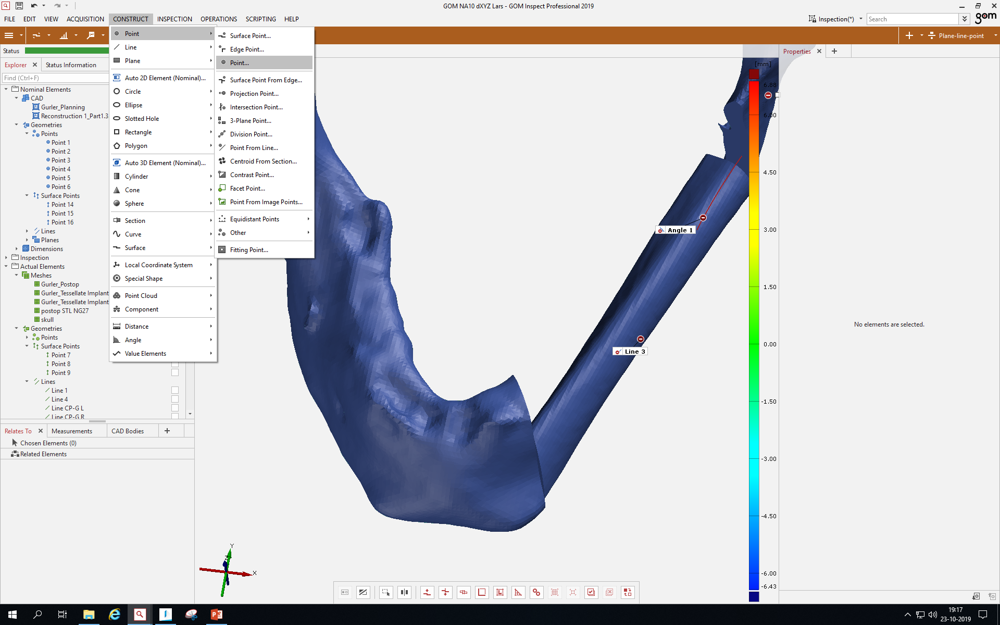 GOM NA10 dXYZ Lars - GOM Inspect Professional 2019
FILE EDIT VIEW ACQUISITION CONSTRUCT INSPECTION OPERATIONS SCRIPTING HELP
Inspection(*)
Search
gom
Plane-line-point
Status
Explorer
Status Information
Find (Ctrl+F)
Nominal Elements
CAD
Gurler_Planning
Reconstruction 1_Part1.3
Geometries
Points
Point 1
Point 2
Point 3
Point 4
Point 5
Point 6
Surface Points
Point 14
Point 15
Point 16
Lines
Planes
Dimensions
Inspection
Actual Elements
Meshes
Gurler_Postop
Gurler_Tessellate Implant
Gurler_Tessellate Implant
postop STL NG27
skull
Geometries
Points
Surface Points
Point 7
Point 8
Point 9
Lines
Line 1
Line 4
Line CP-G L
Line CP-G R
Relates To
Measurements
CAD Bodies
Chosen Elements (0)
Related Elements
Point
Line
Plane
Auto 2D Element (Nominal)...
Circle
Ellipse
Slotted Hole
Rectangle
Polygon
Auto 3D Element (Nominal)...
Cylinder
Cone
Sphere
Section
Curve
Surface
Local Coordinate System
Special Shape
Point Cloud
Component
Distance
Angle
Value Elements
Surface Point...
Edge Point...
Point...
Surface Point From Edge...
Projection Point...
Intersection Point...
3-Plane Point...
Division Point...
Point From Line...
Centroid From Section...
Contrast Point...
Facet Point...
Point From Image Points...
Equidistant Points
Other
Fitting Point...
Angle 1
Line 3
Y
Z
X
[mm]
6.88
6.00
4.50
3.00
1.50
0.00
-1.50
-3.00
-4.50
-6.00
-6.43
Properties
No elements are selected.
19:17
23-10-2019